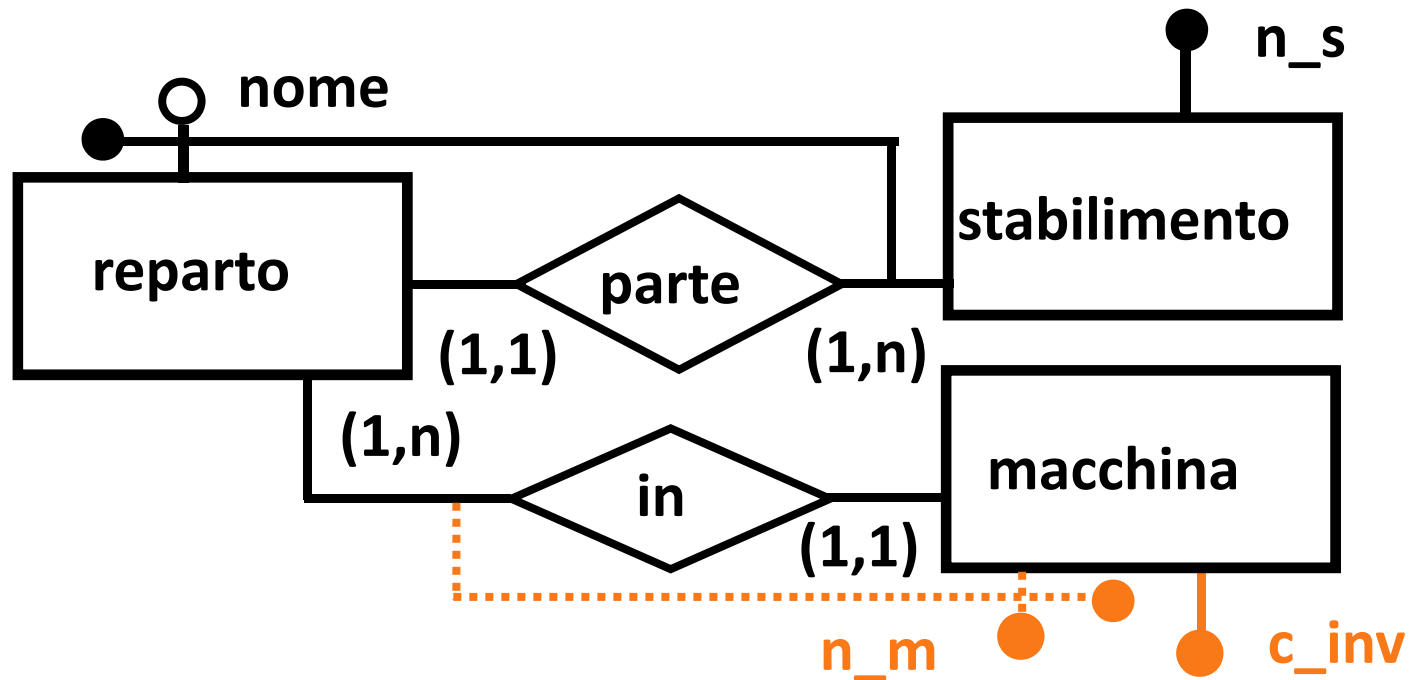 n_s
nome
stabilimento
reparto
parte
(1,1)
(1,n)
(1,n)
macchina
in
(1,1)
n_m
c_inv